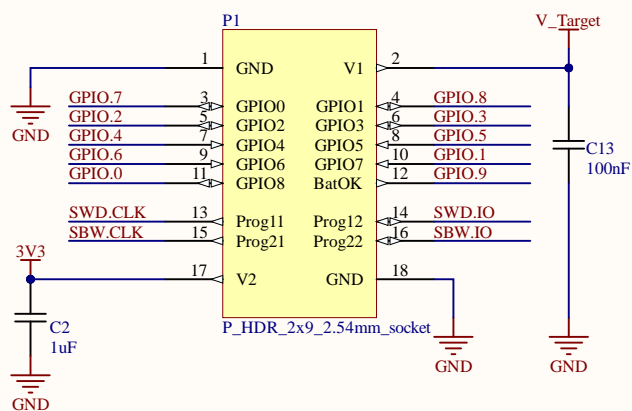 P1
V_Target
1 GND V1 2
GND
GPIO.7 3 GPIO0 GPIO1 4 GPIO.8
GPIO.2 5 GPIO2 GPIO3 6 GPIO.3
GPIO.4 7 GPIO4 GPIO5 8 GPIO.5
GPIO.6 9 GPIO6 GPIO7 10 GPIO.1
GPIO.0 11 GPIO8 BatOK 12 GPIO.9
C13
100nF
SWD.CLK 13 Prog11 Prog12 14 SWD.IO
SBW.CLK 15 Prog21 Prog22 16 SBW.IO
3V3
17 V2 GND 18
C2
1uF
P_HDR_2x9_2.54mm_socket
GND
GND
GND